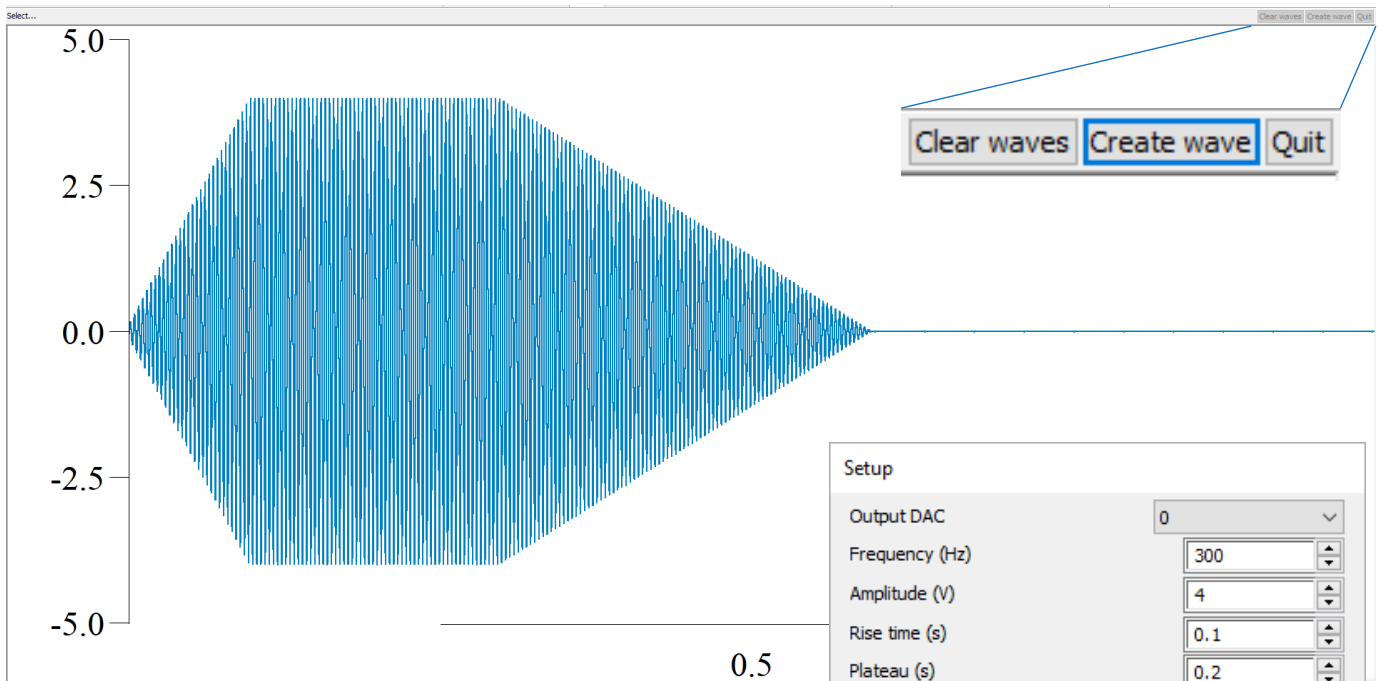 Select...
Clear waves Create wave Quit
5.0
Clear waves Create wave Quit
2.5
0.0
-2.5
-5.0
0.5
Setup
Output DAC 0
Frequency (Hz) 300
Amplitude (V) 4
Rise time (s) 0.1
Plateau (s) 0.2